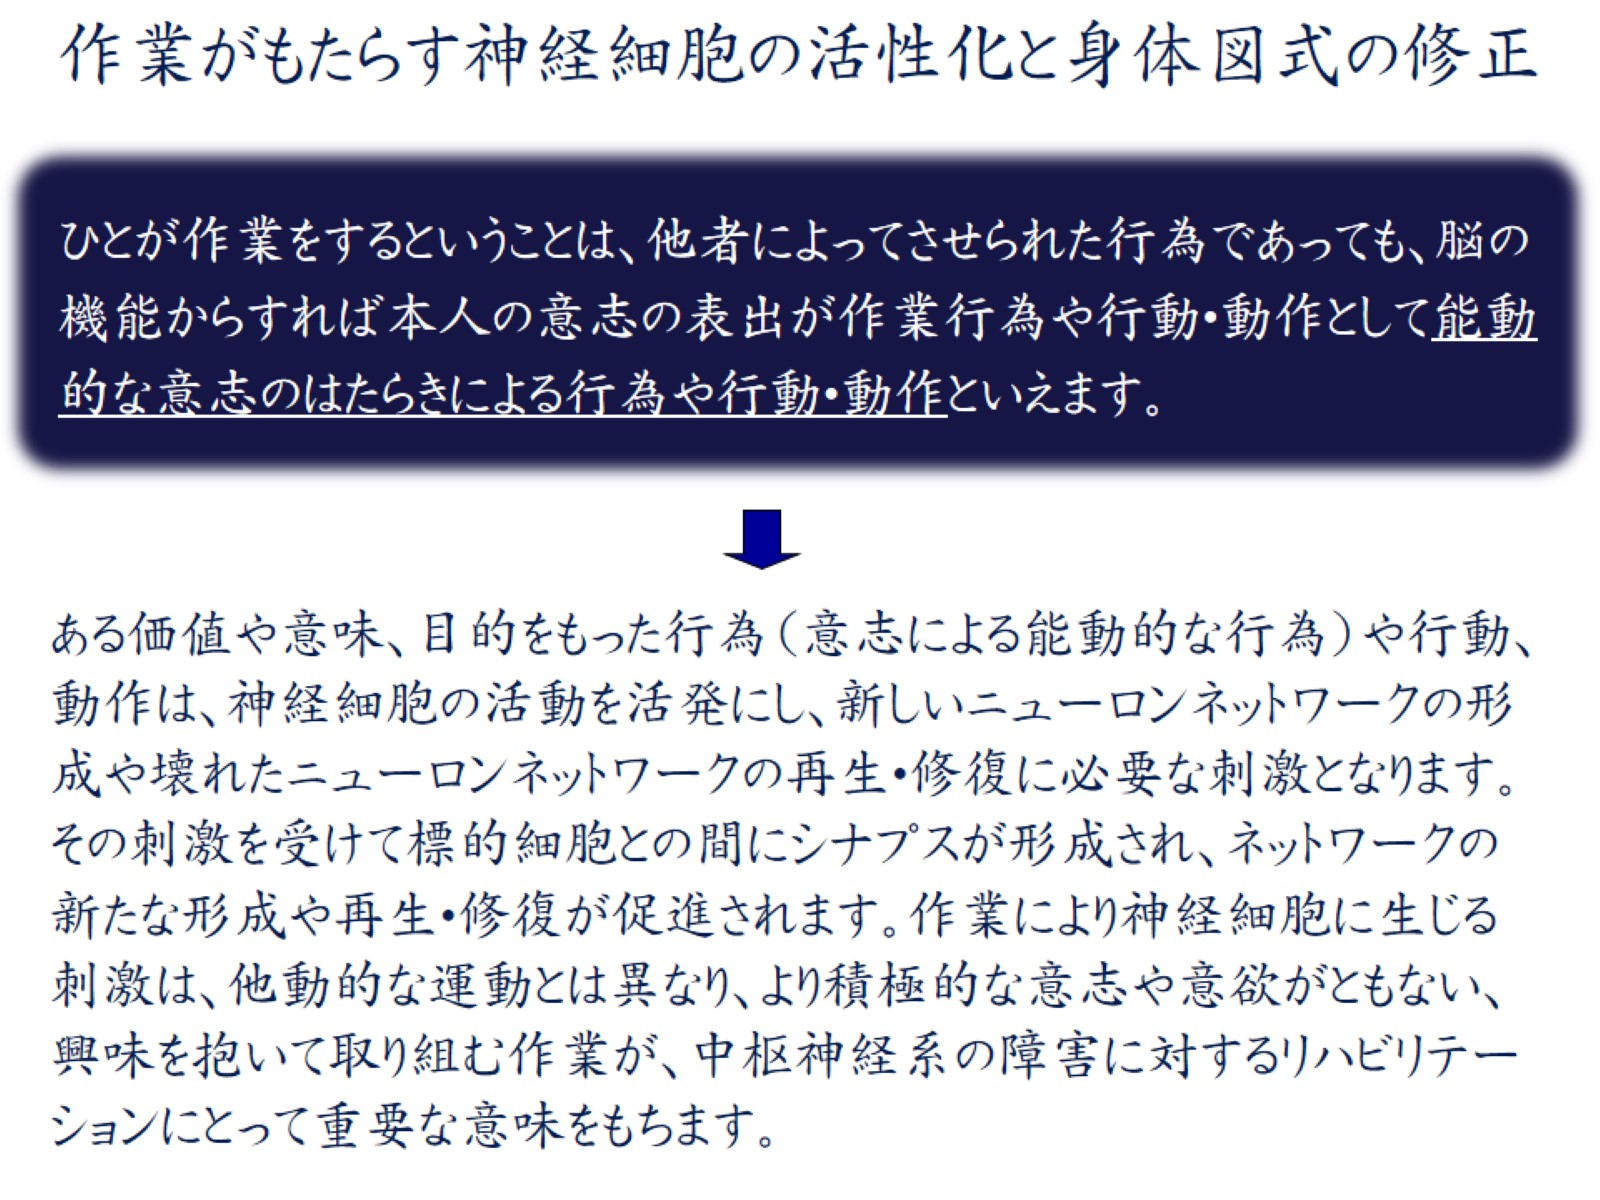 作業がもたらす神経細胞の活性化と身体図式の修正
ひとが作業をするということは、他者によってさせられた行為であっても、脳の
機能からすれば本人の意志の表出が作業行為や行動・動作として能動
的な意志のはたらきによる行為や行動・動作といえます。
ある価値や意味、目的をもった行為（意志による能動的な行為）や行動、
動作は、神経細胞の活動を活発にし、新しいニューロンネットワークの形
成や壊れたニューロンネットワークの再生・修復に必要な刺激となります。
その刺激を受けて標的細胞との間にシナプスが形成され、ネットワークの
新たな形成や再生・修復が促進されます。作業により神経細胞に生じる
刺激は、他動的な運動とは異なり、より積極的な意志や意欲がともない、
興味を抱いて取り組む作業が、中枢神経系の障害に対するリハビリテー
ションにとって重要な意味をもちます。